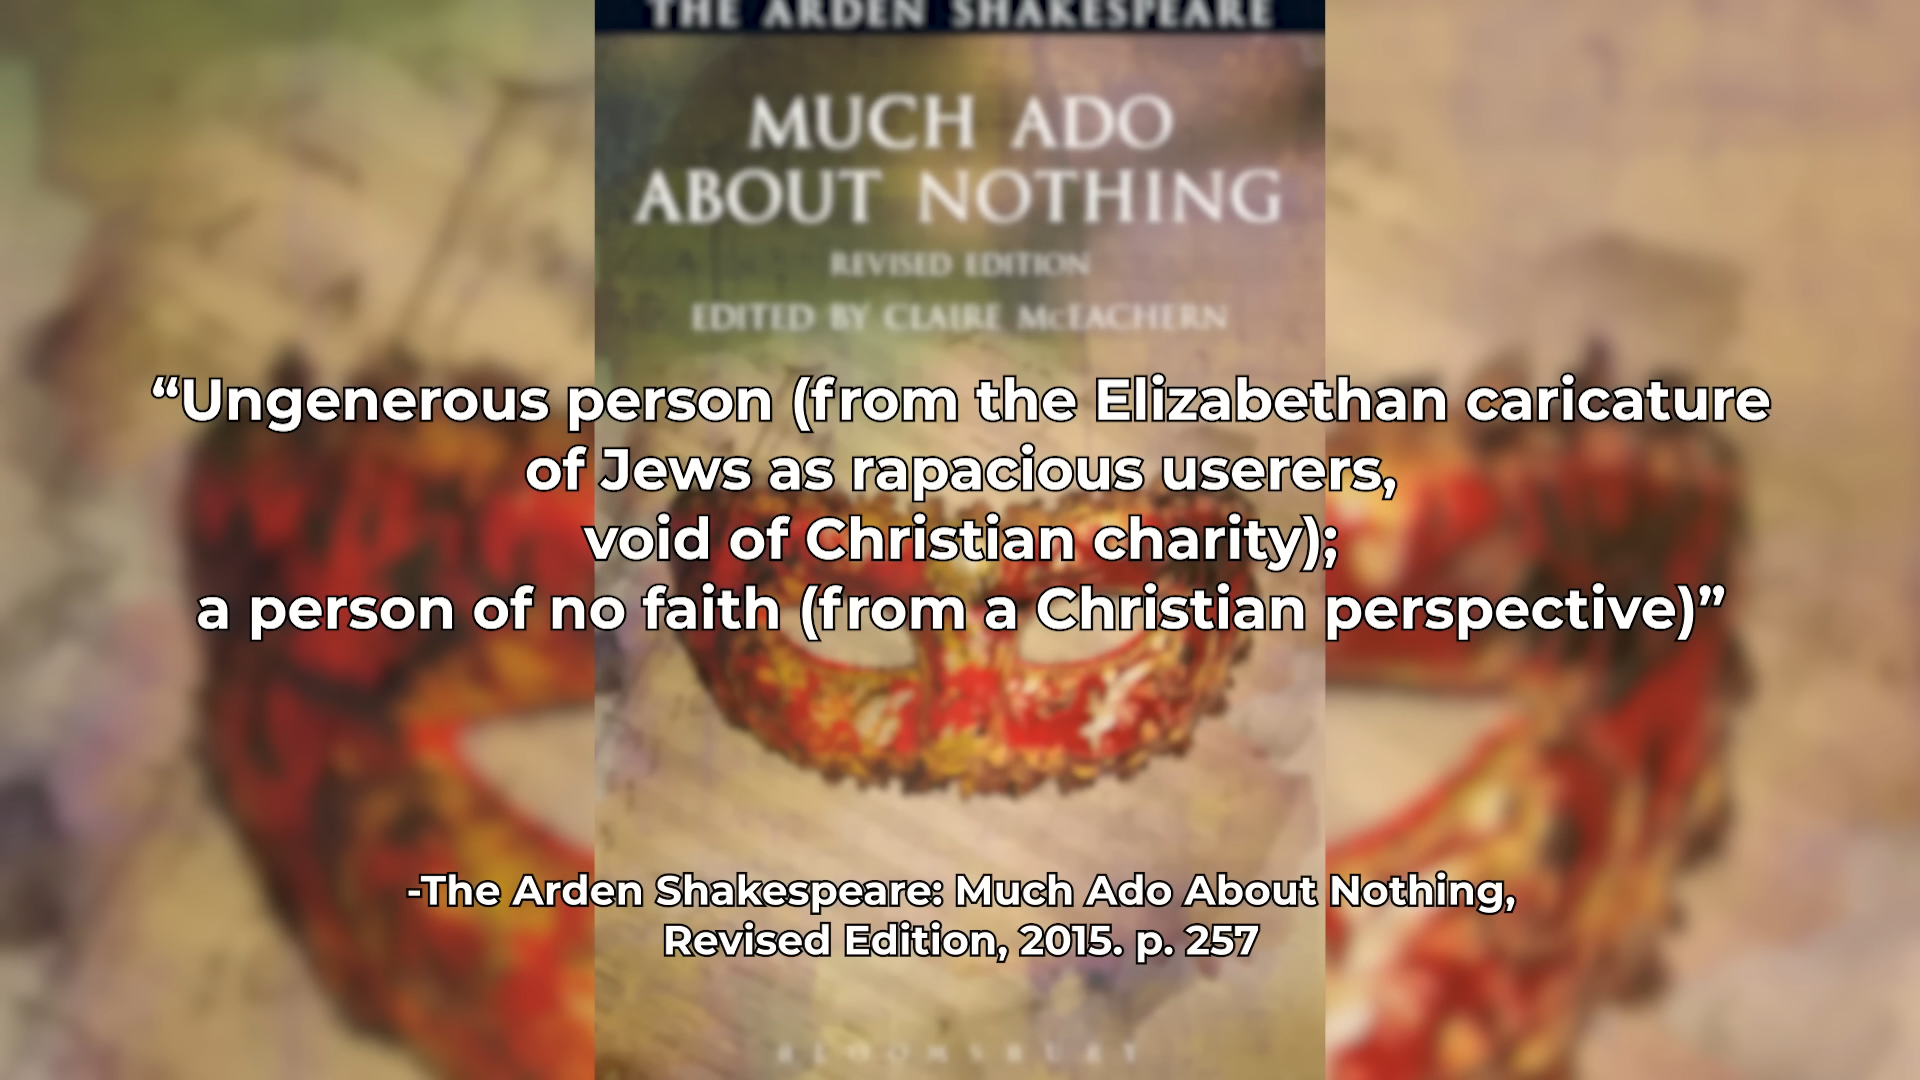 THE ARDEN SHAKESPEARE
MUCH ADO
ABOUT NOTHING
REVISED EDITION
EDITED BY CLAIRE McEACHERN
“Ungenerous person (from the Elizabethan caricature
of Jews as rapacious userers,
void of Christian charity);
a person of no faith (from a Christian perspective)”
-The Arden Shakespeare: Much Ado About Nothing,
Revised Edition, 2015. p. 257
BLOOMSBURY